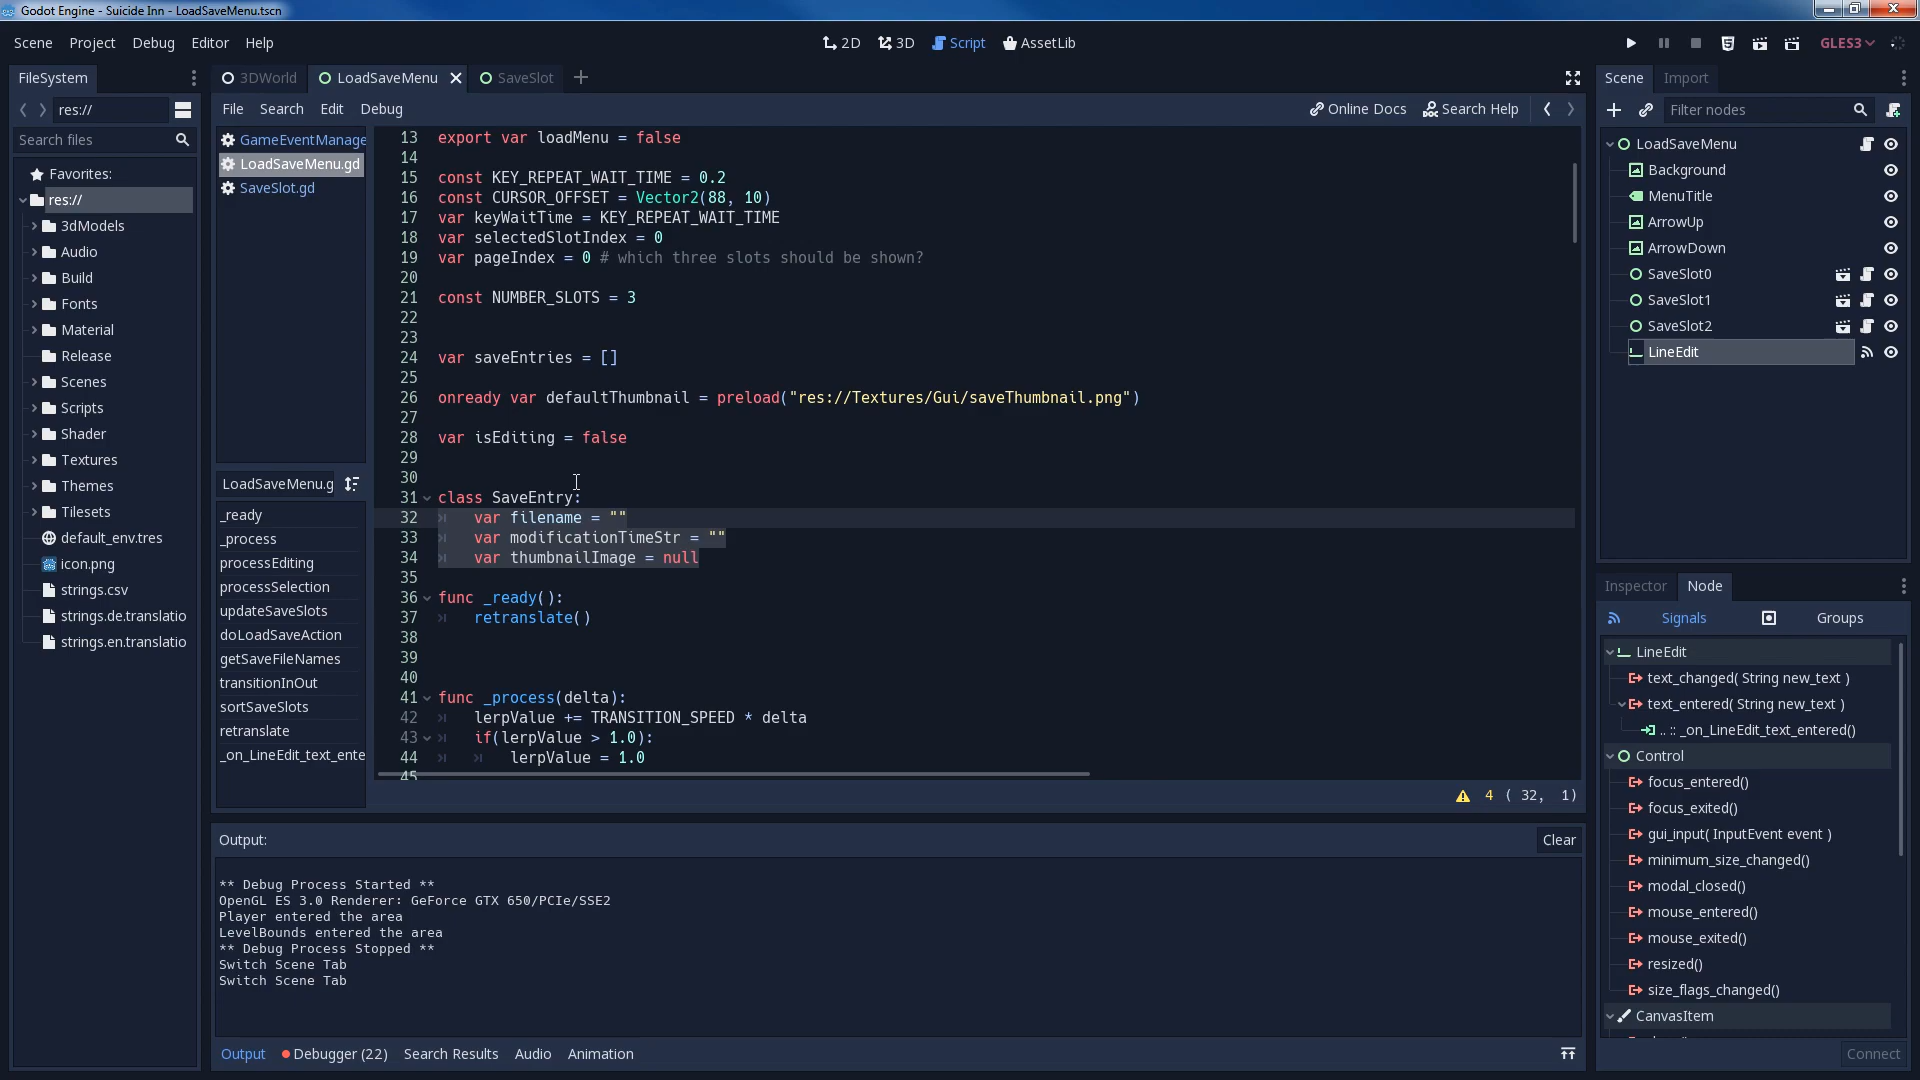 Godot Engine - Suicide Inn - LoadSaveMenu.tscn
Scene Project Debug Editor Help
2D 3D Script AssetLib
GLES3
FileSystem
res://
Search files
Favorites:
res://
3dModels
Audio
Build
Fonts
Material
Release
Scenes
Scripts
Shader
Textures
Themes
Tilesets
default_env.tres
icon.png
strings.csv
strings.de.translatio
strings.en.translatio
3DWorld LoadSaveMenu SaveSlot
File Search Edit Debug
Online Docs Search Help
GameEventManage
LoadSaveMenu.gd
SaveSlot.gd
LoadSaveMenu.g
_ready
_process
processEditing
processSelection
updateSaveSlots
doLoadSaveAction
getSaveFileNames
transitionInOut
sortSaveSlots
retranslate
_on_LineEdit_text_ente
13 export var loadMenu = false
14
15 const KEY_REPEAT_WAIT_TIME = 0.2
16 const CURSOR_OFFSET = Vector2(88, 10)
17 var keyWaitTime = KEY_REPEAT_WAIT_TIME
18 var selectedSlotIndex = 0
19 var pageIndex = 0 # which three slots should be shown?
20
21 const NUMBER_SLOTS = 3
22
23
24 var saveEntries = []
25
26 onready var defaultThumbnail = preload("res://Textures/Gui/saveThumbnail.png")
27
28 var isEditing = false
29
30
31 class SaveEntry:
32 var filename = ""
33 var modificationTimeStr = ""
34 var thumbnailImage = null
35
36 func _ready():
37 retranslate()
38
39
40
41 func _process(delta):
42 lerpValue += TRANSITION_SPEED * delta
43 if(lerpValue > 1.0):
44 lerpValue = 1.0
45
4 ( 32, 1)
Output:
Clear
** Debug Process Started **
OpenGL ES 3.0 Renderer: GeForce GTX 650/PCIe/SSE2
Player entered the area
LevelBounds entered the area
** Debug Process Stopped **
Switch Scene Tab
Switch Scene Tab
Output Debugger (22) Search Results Audio Animation
Scene Import
Filter nodes
LoadSaveMenu
Background
MenuTitle
ArrowUp
ArrowDown
SaveSlot0
SaveSlot1
SaveSlot2
LineEdit
Inspector Node
Signals Groups
LineEdit
text_changed( String new_text )
text_entered( String new_text )
.. :: _on_LineEdit_text_entered()
Control
focus_entered()
focus_exited()
gui_input( InputEvent event )
minimum_size_changed()
modal_closed()
mouse_entered()
mouse_exited()
resized()
size_flags_changed()
CanvasItem
Connect